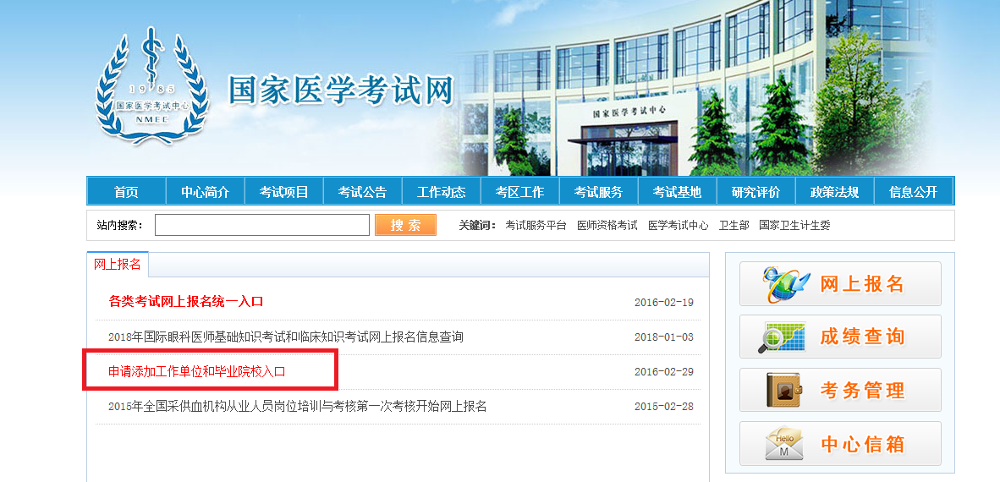 1985
国家医学考试中心
NMEC
国家医学考试网
国家医学考试中心
首页 中心简介 考试项目 考试公告 工作动态 考区工作 考试服务 考试基地 研究评价 政策法规 信息公开
站内搜索： 搜 索 关键词： 考试服务平台 医师资格考试 医学考试中心 卫生部 国家卫生计生委
网上报名
各类考试网上报名统一入口 2016-02-19
2018年国际眼科医师基础知识考试和临床知识考试网上报名信息查询 2018-01-03
申请添加工作单位和毕业院校入口 2016-02-29
2015年全国采供血机构从业人员岗位培训与考核第一次考核开始网上报名 2015-02-28
网上报名
成绩查询
考务管理
Hello
M
中心信箱